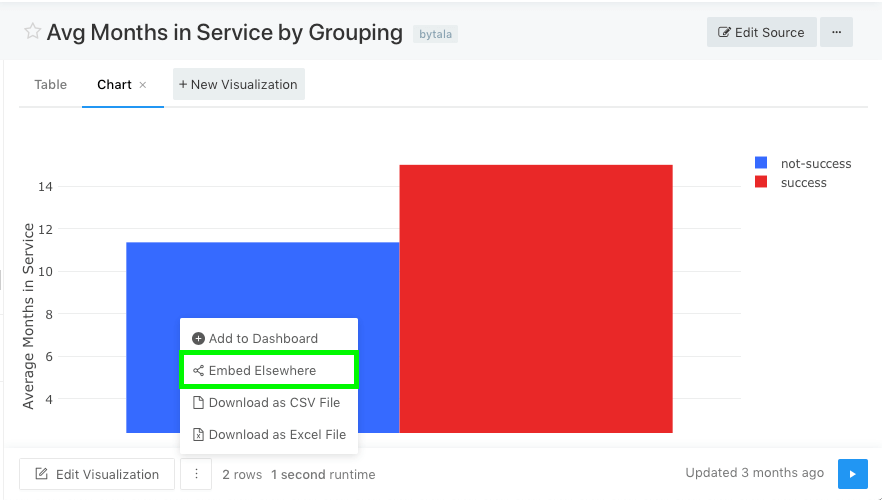 Avg Months in Service by Grouping bytala
Edit Source ...
Table Chart × + New Visualization
not-success
success
14
12
10
8
6
4
Average Months in Service
Add to Dashboard
Embed Elsewhere
Download as CSV File
Download as Excel File
Edit Visualization 2 rows 1 second runtime Updated 3 months ago